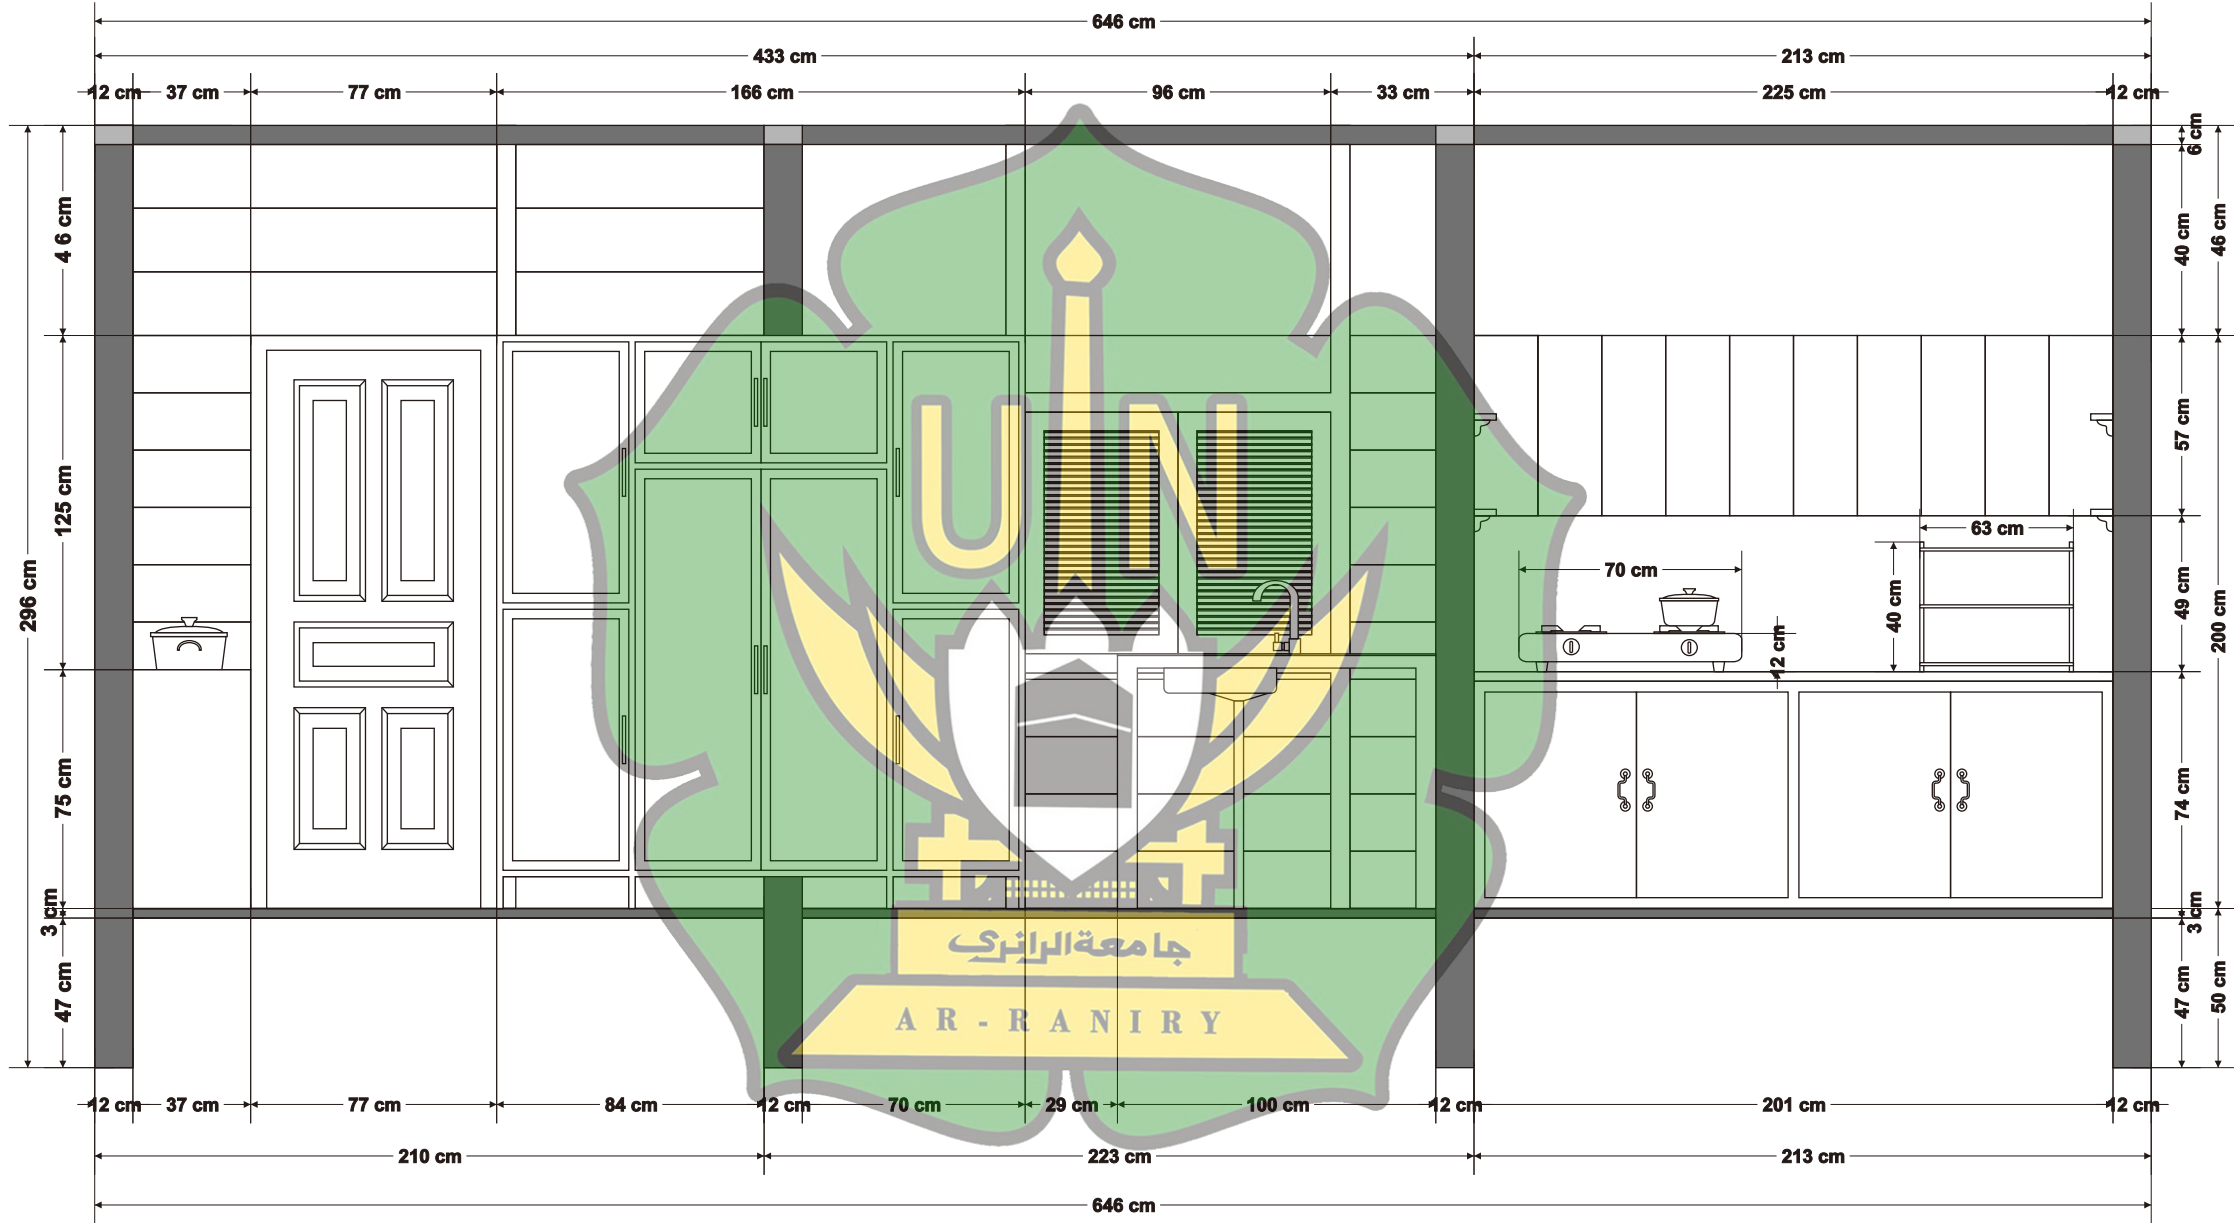 646 cm
433 cm 213 cm
12 cm 37 cm 77 cm 166 cm 96 cm 33 cm 225 cm 12 cm
6 cm
4 6 cm 40 cm 46 cm
U N
125 cm 57 cm
63 cm
70 cm
296 cm 40 cm 49 cm 200 cm
12 cm
75 cm 74 cm
3 cm 3 cm
جامعة الرانري
47 cm 47 cm 50 cm
AR-RANIRY
12 cm 37 cm 77 cm 84 cm 12 cm 70 cm 29 cm 100 cm 12 cm 201 cm 12 cm
210 cm 223 cm 213 cm
646 cm